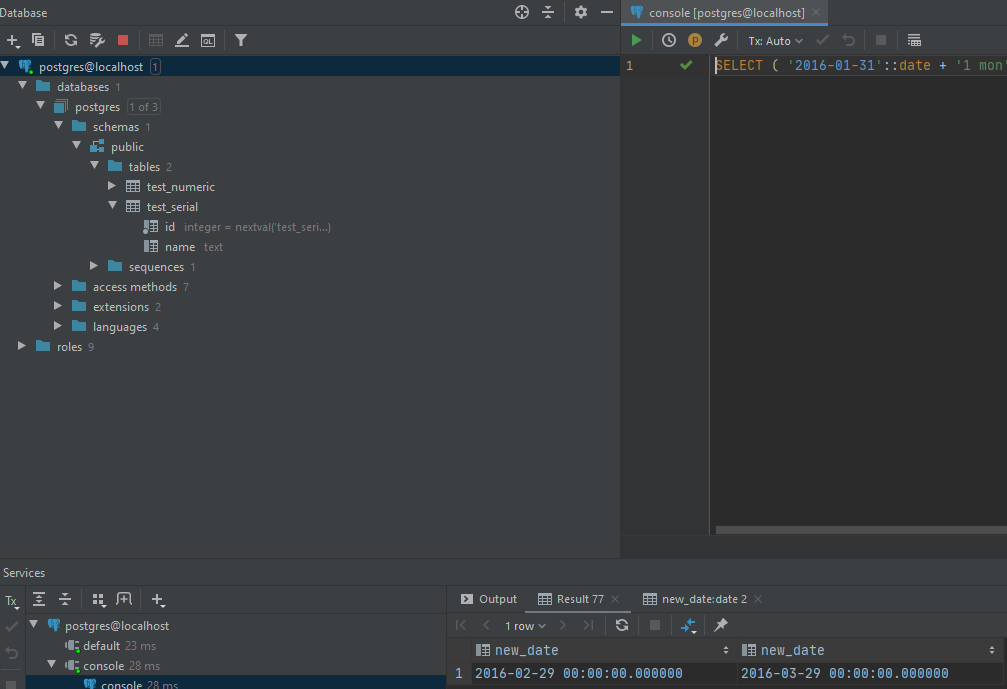 Database
postgres@localhost 1
databases 1
postgres 1 of 3
schemas 1
public
tables 2
test_numeric
test_serial
id integer = nextval('test_seri...)
name text
sequences 1
access methods 7
extensions 2
languages 4
roles 9
console [postgres@localhost]
Tx: Auto
1 SELECT ( '2016-01-31'::date + '1 mon'
Services
Tx
postgres@localhost
default 23 ms
console 28 ms
console 28 ms
Output Result 77 new_date:date 2
1 row
new_date new_date
1 2016-02-29 00:00:00.000000 2016-03-29 00:00:00.000000